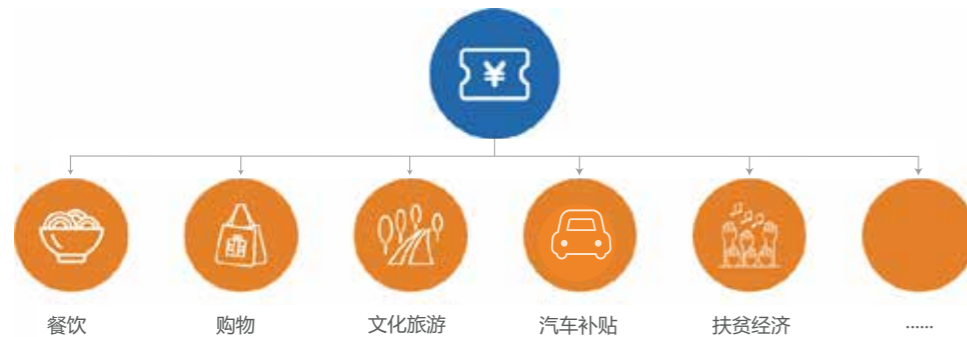 ¥
餐饮
购物
文化旅游
汽车补贴
扶贫经济
......